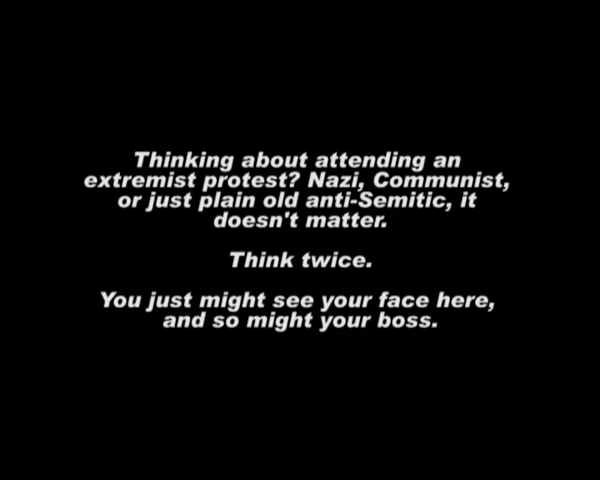 Thinking about attending an
extremist protest? Nazi, Communist,
or just plain old anti-Semitic, it
doesn't matter.
Think twice.
You just might see your face here,
and so might your boss.